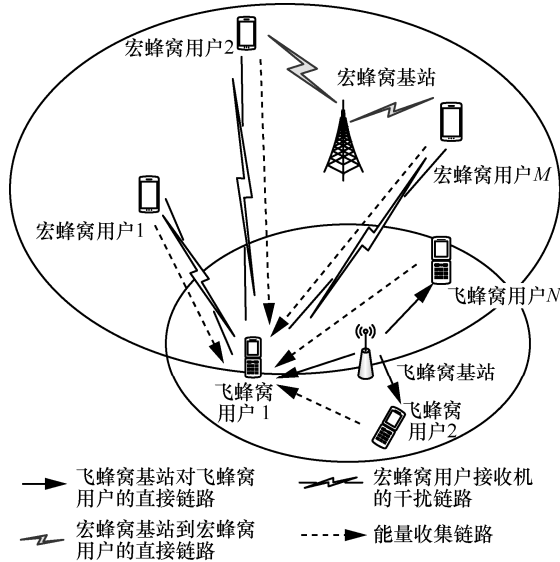 宏蜂窝用户2
宏蜂窝基站
宏蜂窝用户M
宏蜂窝用户1
飞蜂窝用户N
飞蜂窝基站
飞蜂窝
用户1
飞蜂窝
用户2
飞蜂窝基站对飞蜂窝
用户的直接链路
宏蜂窝用户接收机
的干扰链路
宏蜂窝基站到宏蜂窝
用户的直接链路
能量收集链路